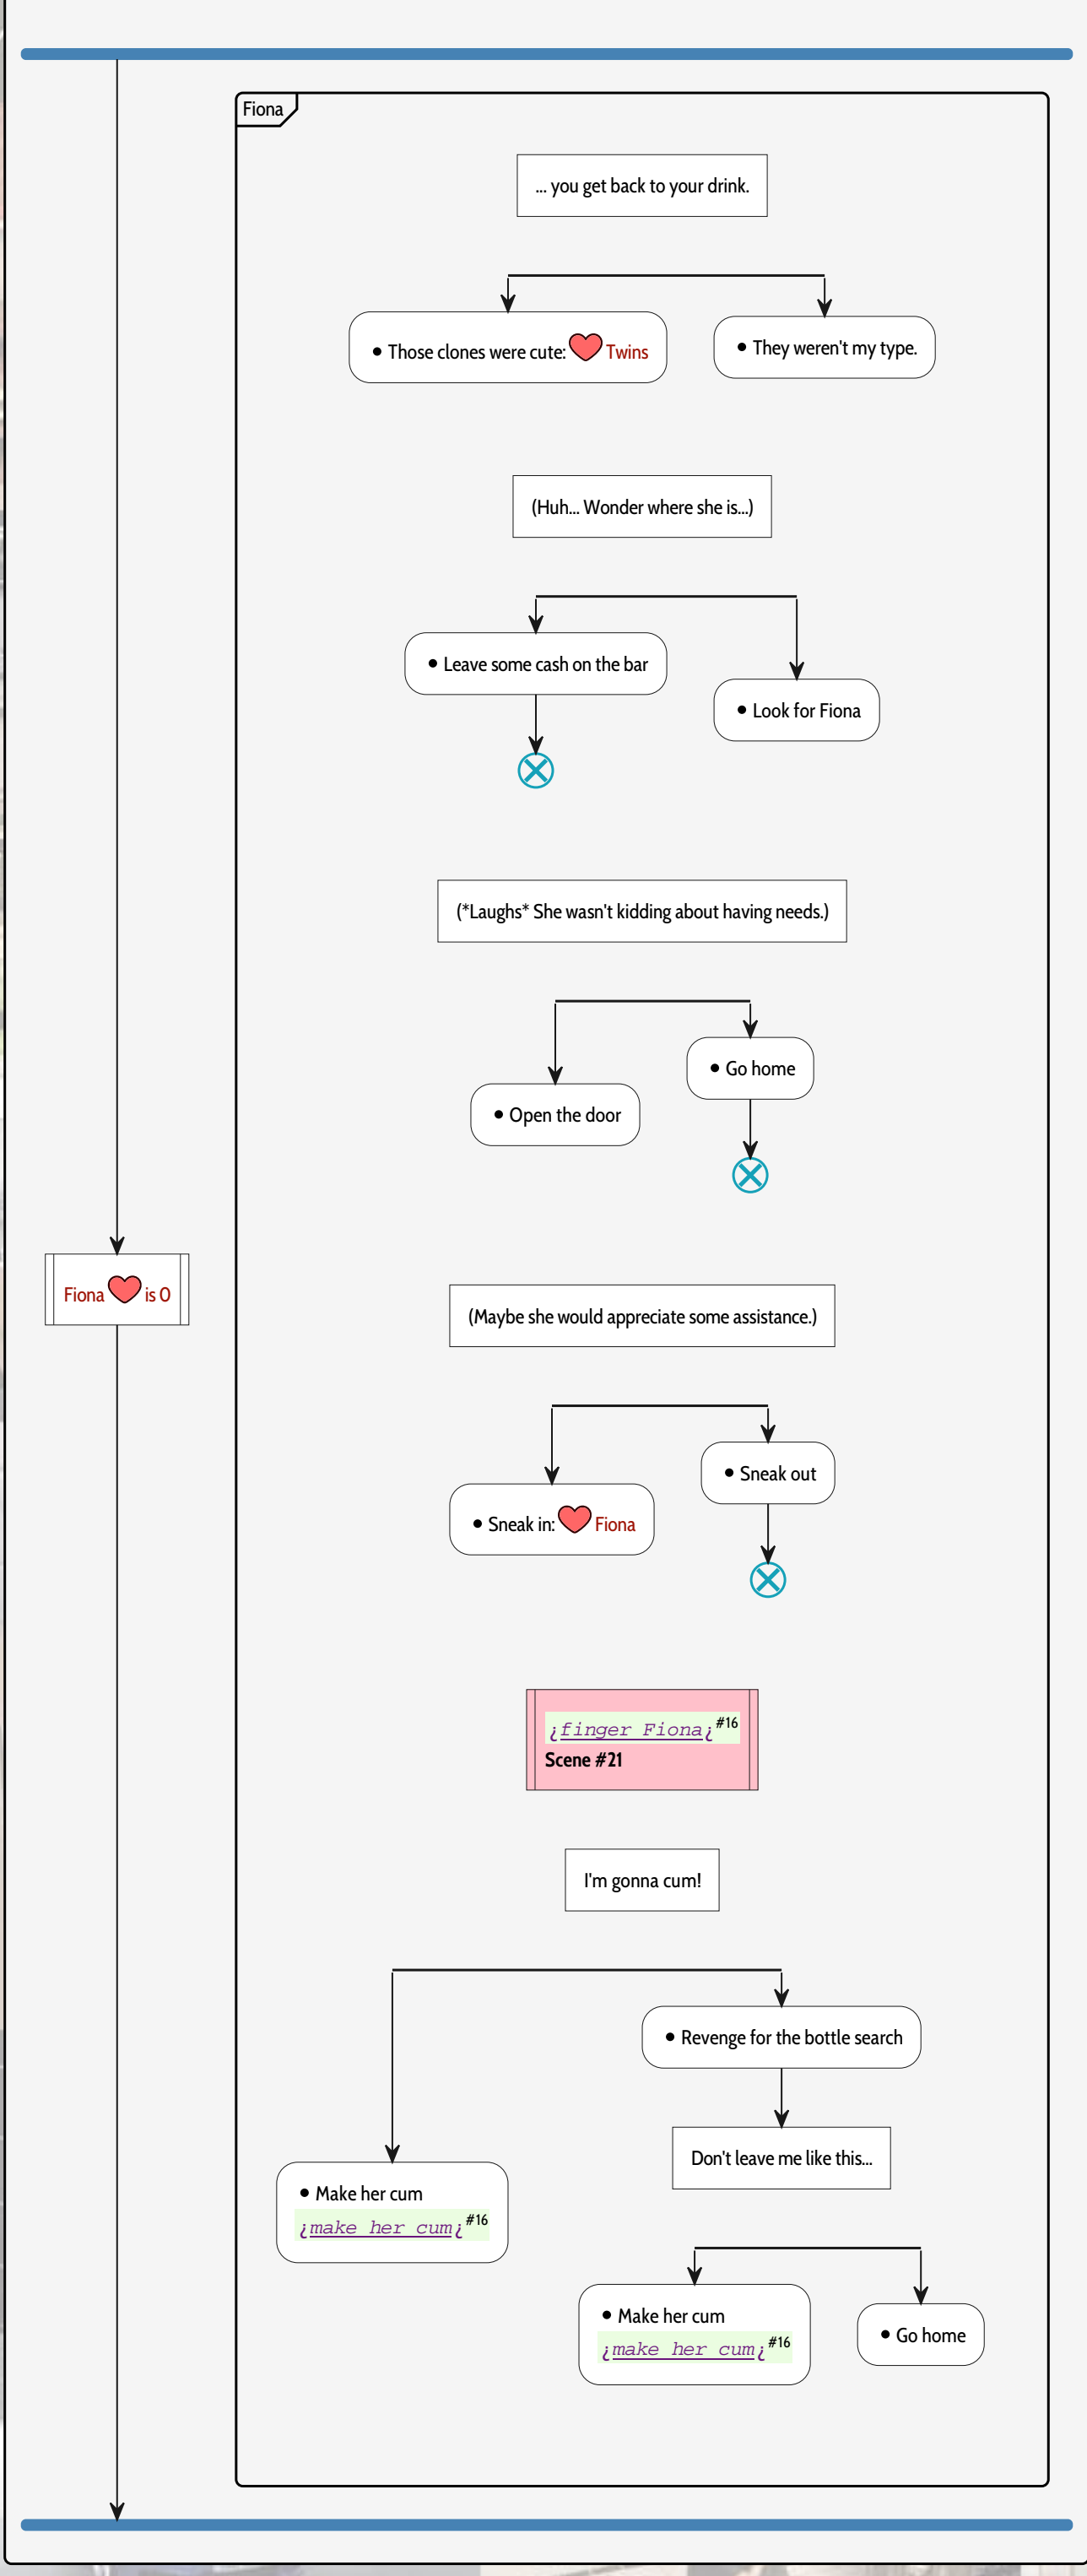 Fiona
... you get back to your drink.
• Those clones were cute: ❤ Twins
• They weren't my type.
(Huh... Wonder where she is...)
• Leave some cash on the bar
• Look for Fiona
(*Laughs* She wasn't kidding about having needs.)
• Go home
• Open the door
Fiona ❤ is 0
(Maybe she would appreciate some assistance.)
• Sneak out
• Sneak in: ❤ Fiona
¿finger Fiona¿#16
Scene #21
I'm gonna cum!
• Revenge for the bottle search
Don't leave me like this...
• Make her cum
¿make her cum¿#16
• Make her cum
¿make her cum¿#16
• Go home